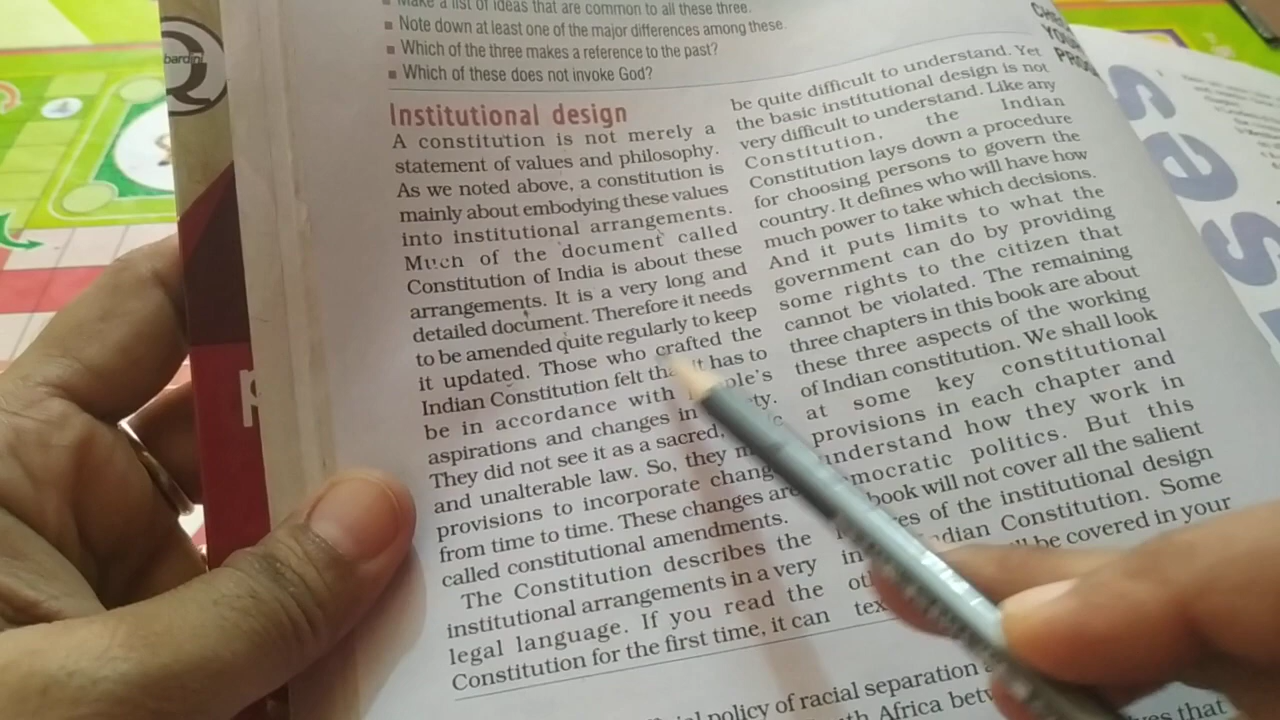 Make a list of ideas that are common to all these three.
Note down at least one of the major differences among these.
Which of the three makes a reference to the past?
Which of these does not invoke God?
Institutional design
A constitution is not merely a
statement of values and philosophy.
As we noted above, a constitution is
mainly about embodying these values
into institutional arrangements.
Much of the document called
Constitution of India is about these
arrangements. It is a very long and
detailed document. Therefore it needs
to be amended quite regularly to keep
it updated. Those who crafted the
Indian Constitution felt that it has to
be in accordance with
aspirations and changes in
They did not see it as a sacred,
and unalterable law. So, they
provisions to incorporate
from time to time. These changes are
called constitutional amendments.
The Constitution describes the
institutional arrangements in a very
legal language. If you read the
Constitution for the first time, it can
be quite difficult to understand. Yet
the basic institutional design is not
very difficult to understand. Like any
Constitution, the Indian
Constitution lays down a procedure
for choosing persons to govern the
country. It defines who will have how
much power to take which decisions.
And it puts limits to what the
government can do by providing
some rights to the citizen that
cannot be violated. The remaining
three chapters in this book are about
these three aspects of the working
of Indian constitution. We shall look
at some key constitutional
provisions in each chapter and
understand how they work in
politics. But this
book will not cover all the salient
of the institutional design
Constitution. Some
be covered in your
policy of racial separation
Africa
that
bardini